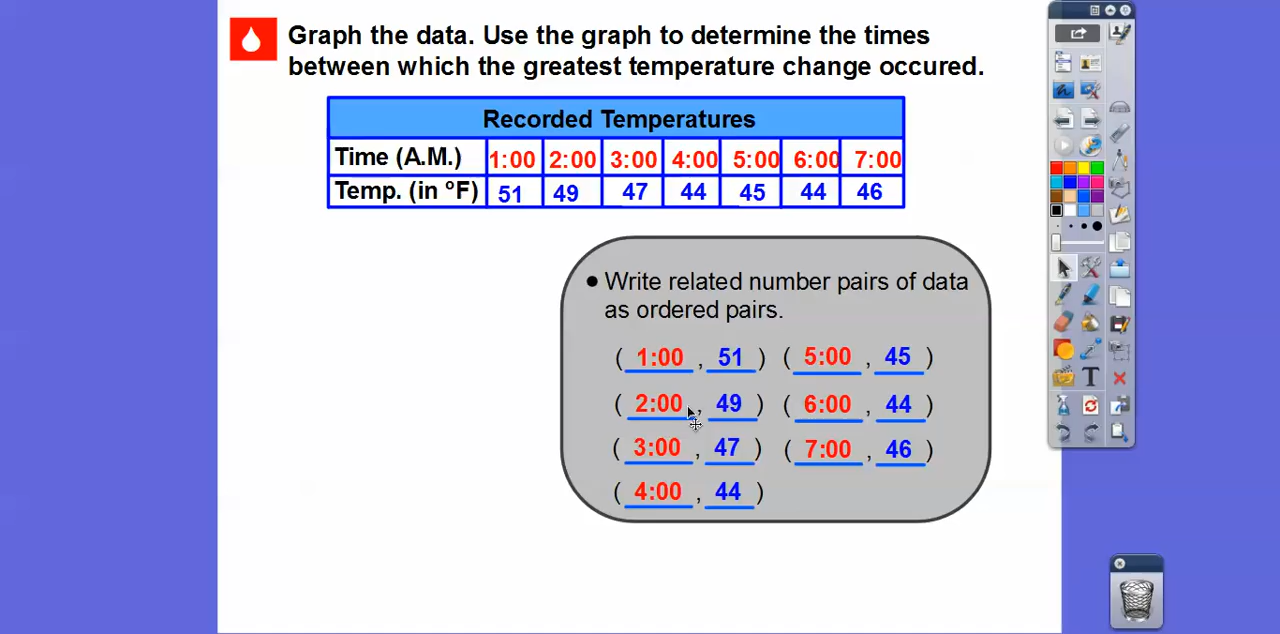 Graph the data. Use the graph to determine the times
between which the greatest temperature change occured.
Recorded Temperatures
Time (A.M.) 1:00 2:00 3:00 4:00 5:00 6:00 7:00
Temp. (in °F) 51 49 47 44 45 44 46
• Write related number pairs of data
as ordered pairs.
( 1:00 , 51 ) ( 5:00 , 45 )
( 2:00 , 49 ) ( 6:00 , 44 )
( 3:00 , 47 ) ( 7:00 , 46 )
( 4:00 , 44 )
T